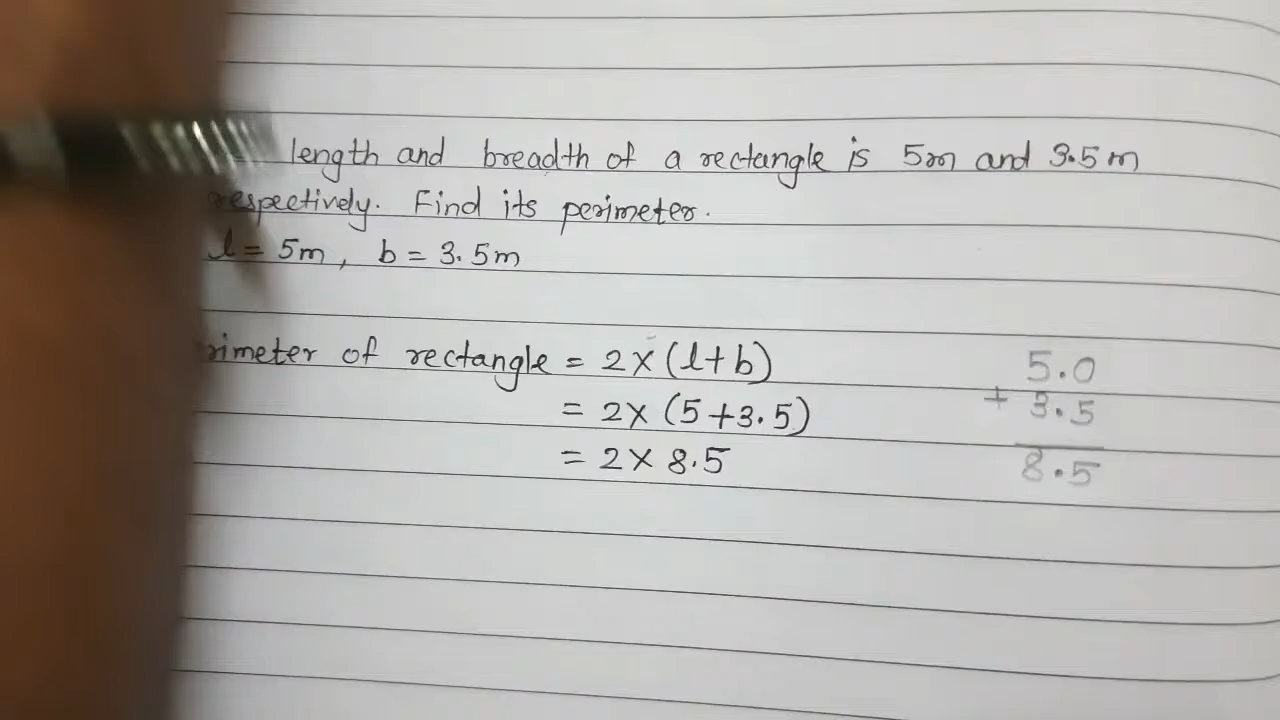 length and breadth of a rectangle is 5m and 3.5m
respectively. Find its perimeter.
l = 5m, b = 3.5m
rimeter of rectangle = 2×(l+b)
= 2×(5+3.5)
= 2×8.5
5.0
+ 3.5
8.5